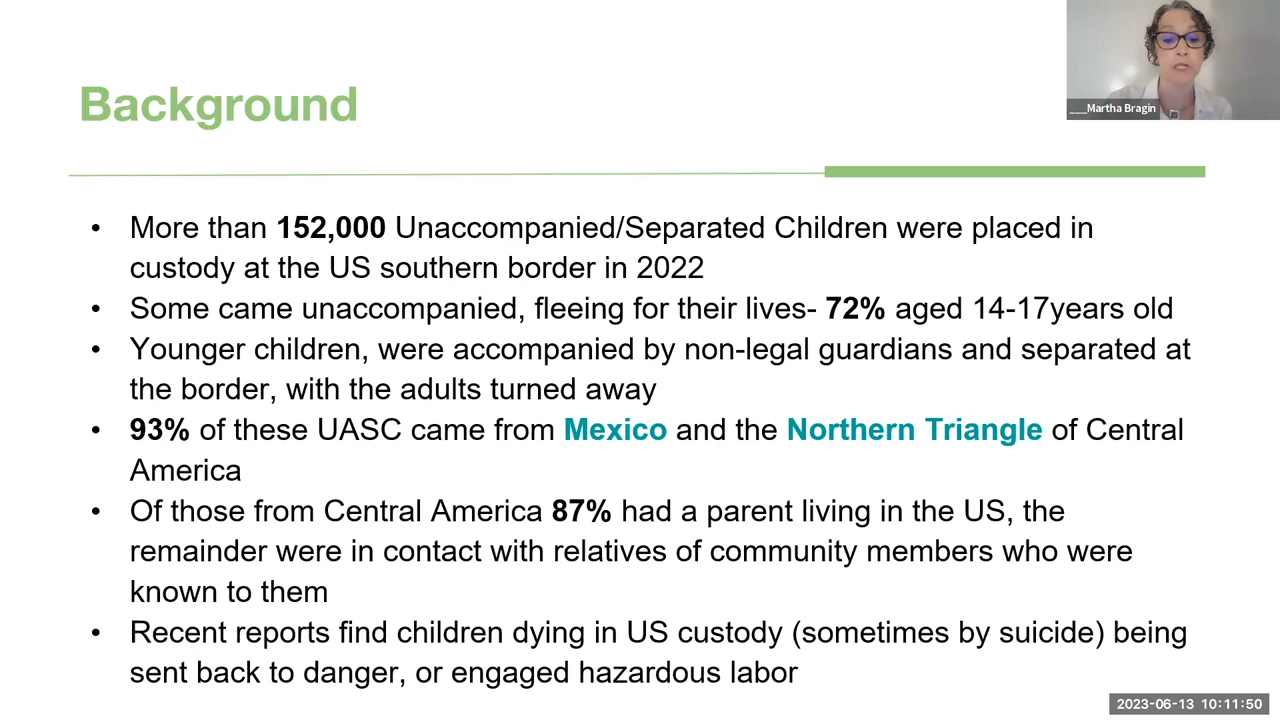 Background
___Martha Bragin
• More than 152,000 Unaccompanied/Separated Children were placed in
custody at the US southern border in 2022
• Some came unaccompanied, fleeing for their lives- 72% aged 14-17years old
• Younger children, were accompanied by non-legal guardians and separated at
the border, with the adults turned away
• 93% of these UASC came from Mexico and the Northern Triangle of Central
America
• Of those from Central America 87% had a parent living in the US, the
remainder were in contact with relatives of community members who were
known to them
• Recent reports find children dying in US custody (sometimes by suicide) being
sent back to danger, or engaged hazardous labor
2023-06-13 10:11:50